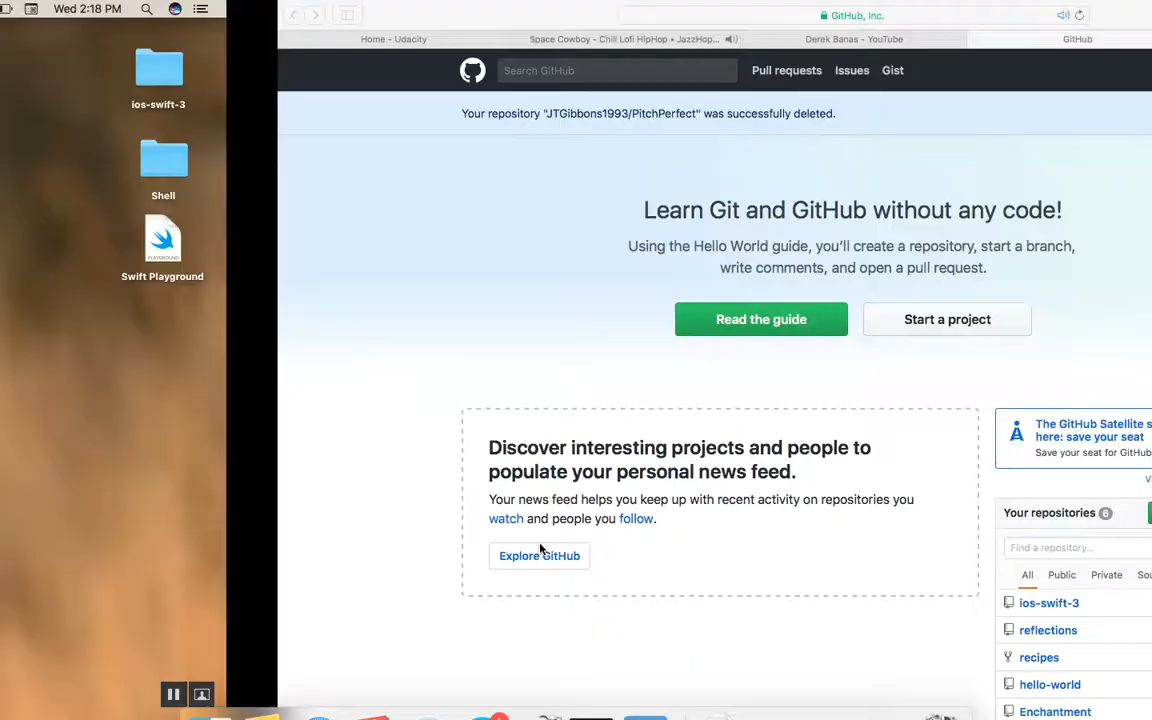 Wed 2:18 PM
ios-swift-3
Shell
PLAYGROUND
Swift Playground
GitHub, Inc.
Home - Udacity
Space Cowboy - Chill Lofi HipHop • JazzHop...
Derek Banas - YouTube
GitHub
Search GitHub
Pull requests
Issues
Gist
Your repository "JTGibbons1993/PitchPerfect" was successfully deleted.
Learn Git and GitHub without any code!
Using the Hello World guide, you’ll create a repository, start a branch,
write comments, and open a pull request.
Read the guide
Start a project
Discover interesting projects and people to
populate your personal news feed.
Your news feed helps you keep up with recent activity on repositories you
watch and people you follow.
Explore GitHub
The GitHub Satellite s
here: save your seat
Save your seat for GitHub
Your repositories 6
Find a repository...
All
Public
Private
Sou
ios-swift-3
reflections
recipes
hello-world
Enchantment